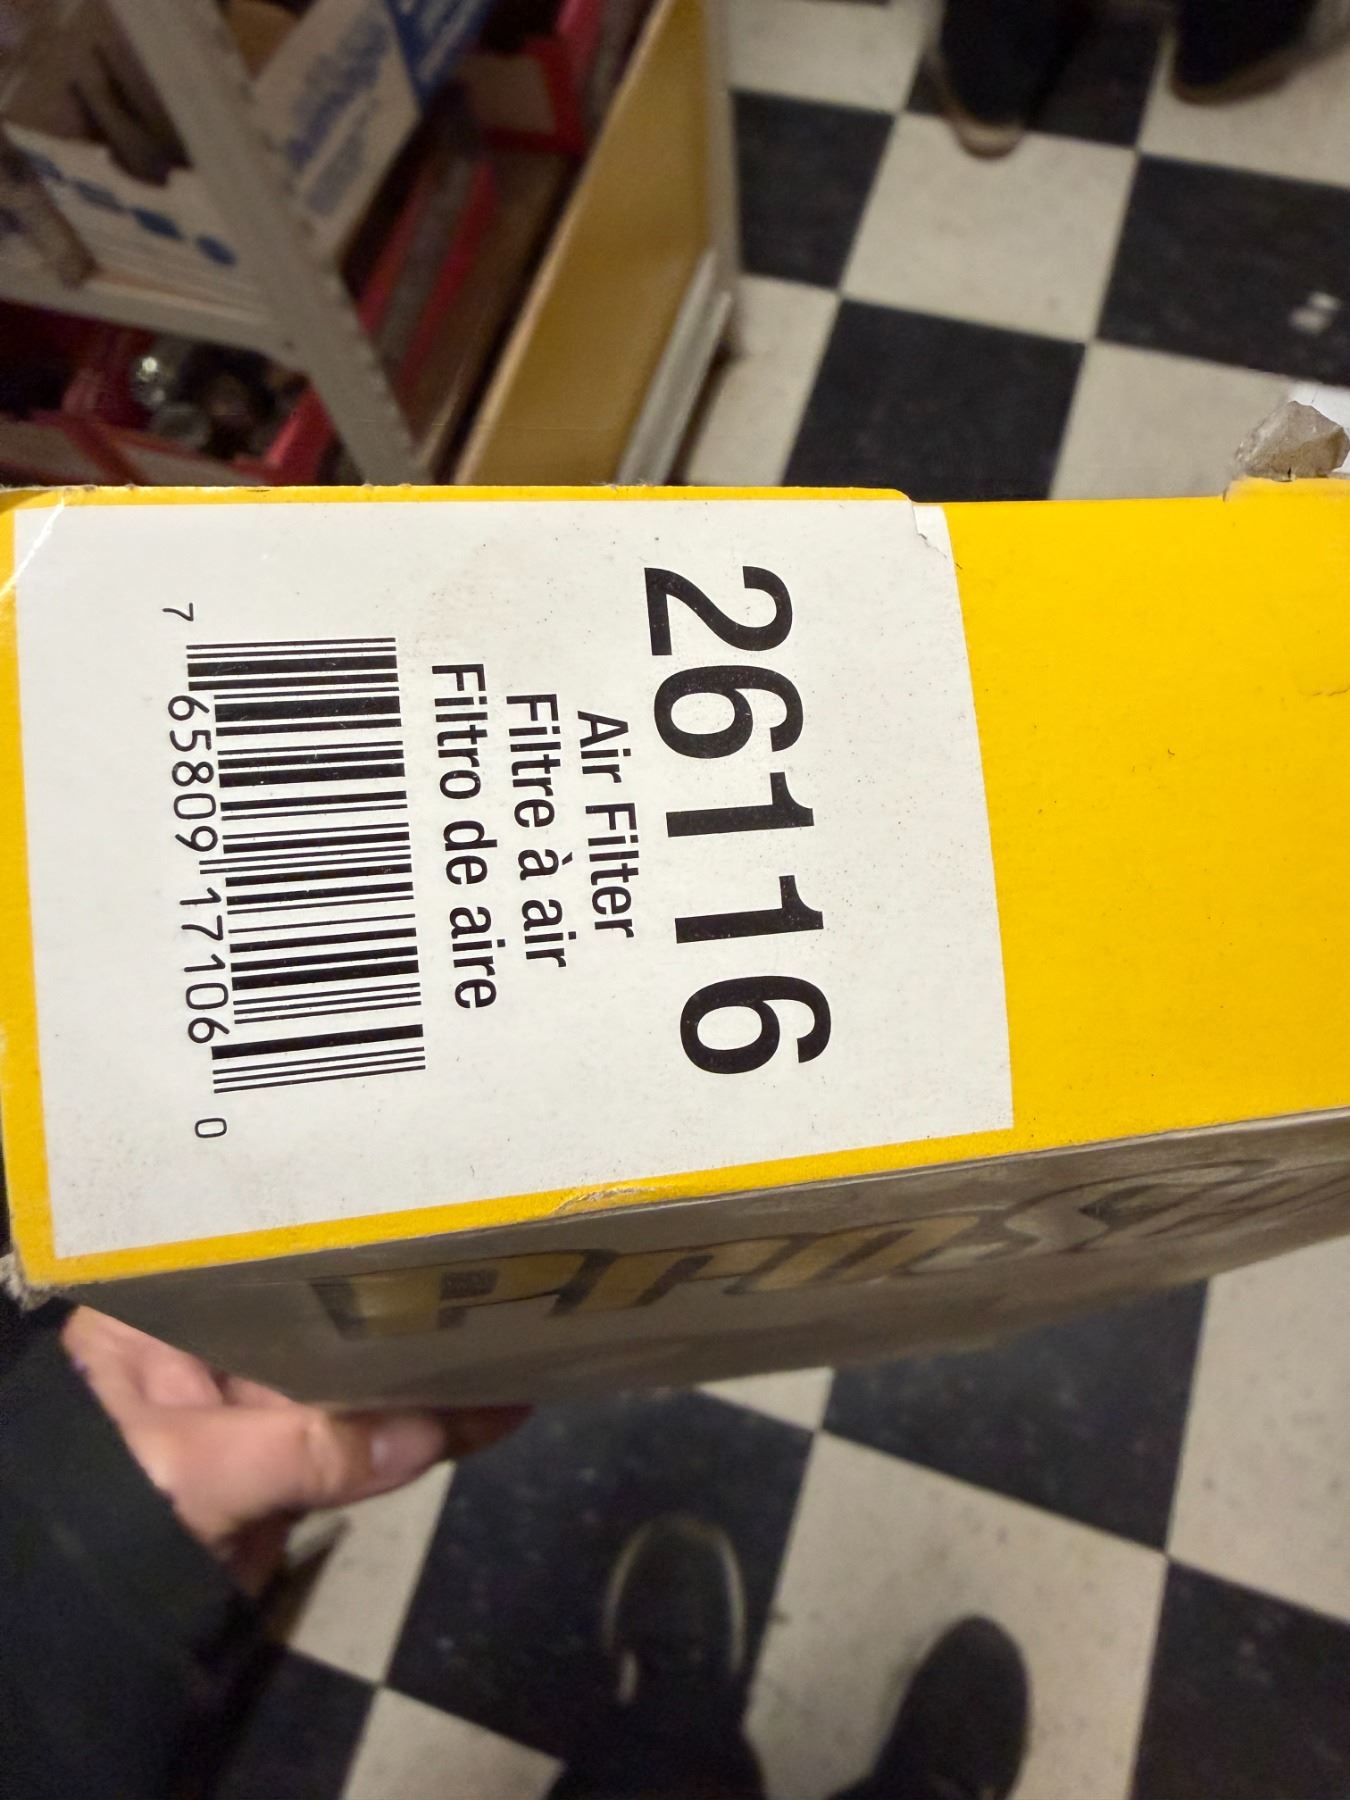 26116
Air Filter
Filtre à air
Filtro de aire
7 65809 17106 0